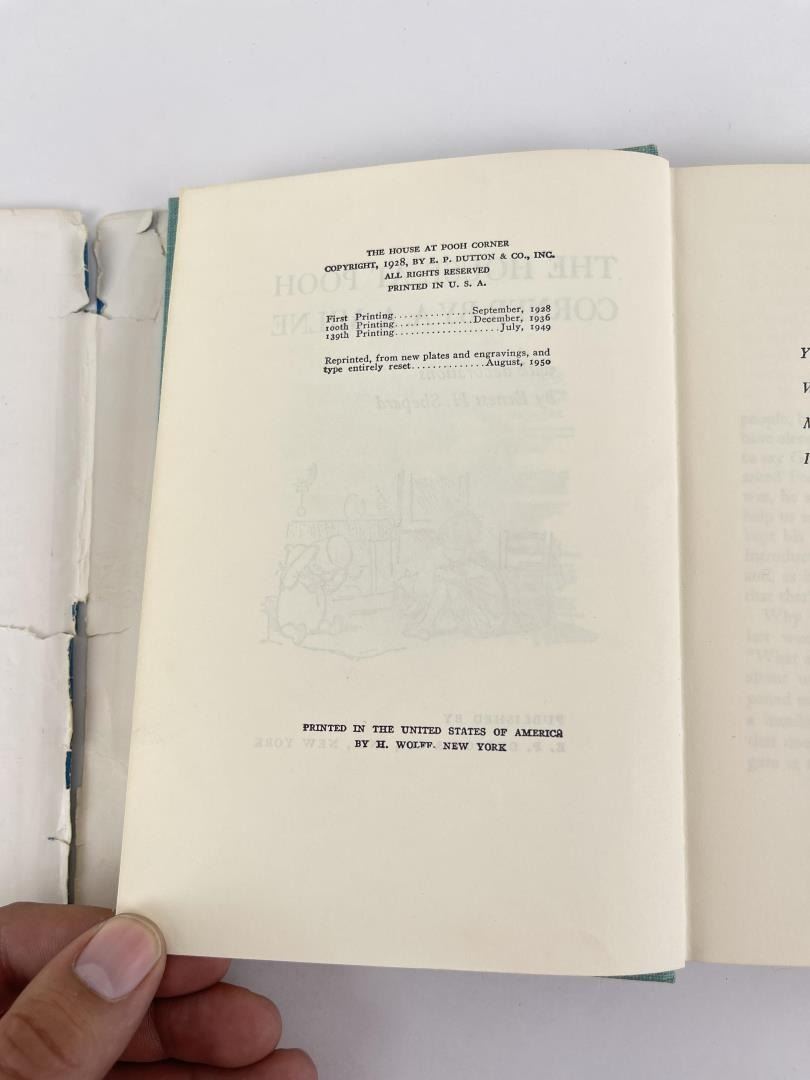 THE HOUSE AT POOH CORNER
COPYRIGHT, 1928, BY E. P. DUTTON & CO., INC.
ALL RIGHTS RESERVED
PRINTED IN U. S. A.
First Printing..............September, 1928
100th Printing..............December, 1936
139th Printing...................July, 1949
Reprinted, from new plates and engravings, and
type entirely reset.............August, 1950
PRINTED IN THE UNITED STATES OF AMERICA
BY H. WOLFF. NEW YORK